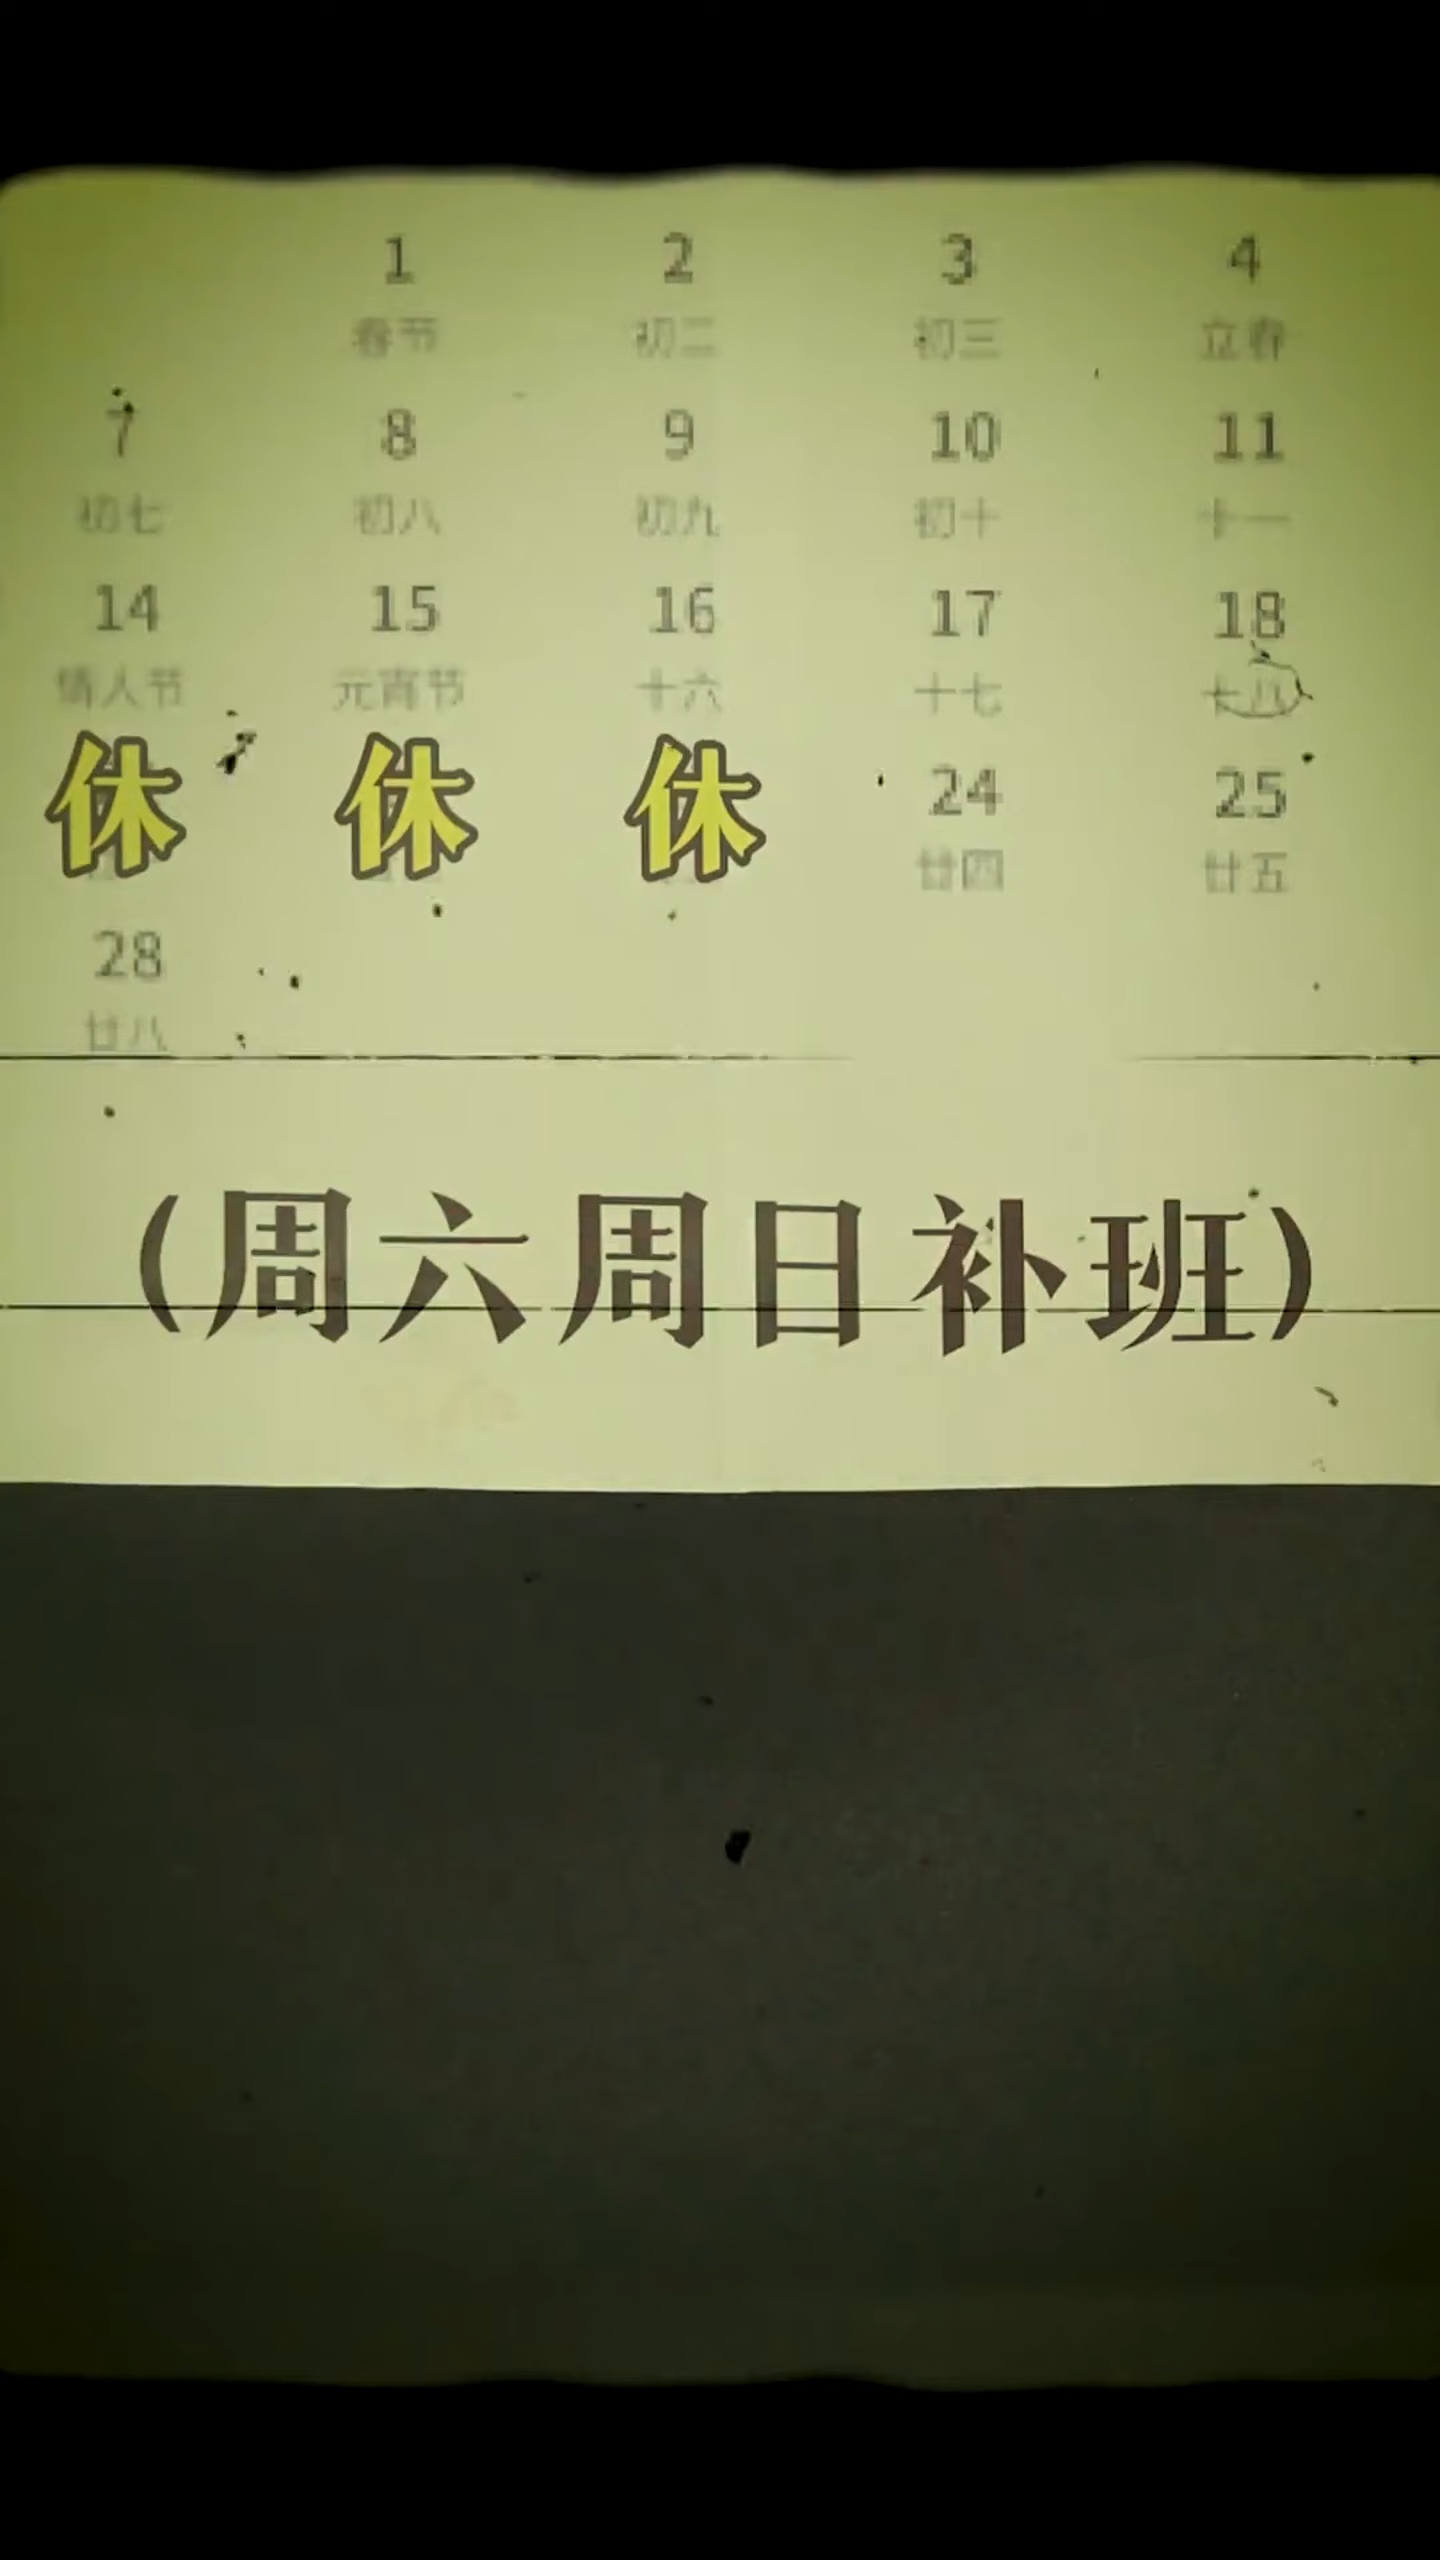 1 2 3 4
春节 初二 初三 立春
7 8 9 10 11
初七 初八 初九 初十 十一
14 15 16 17 18
情人节 元宵节 十六 十七 十八
休 休 休 24 25
廿四 廿五
28
廿八
(周六周日补班)